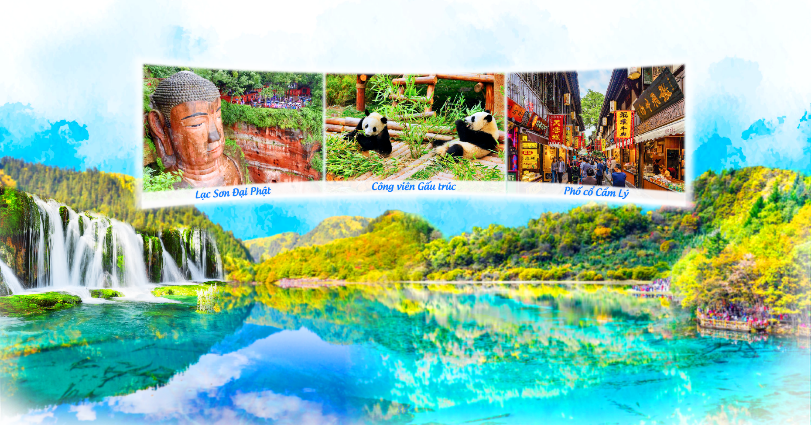 Lạc Sơn Đại Phật
Công viên Gấu trúc
Phố cổ Cẩm Lý